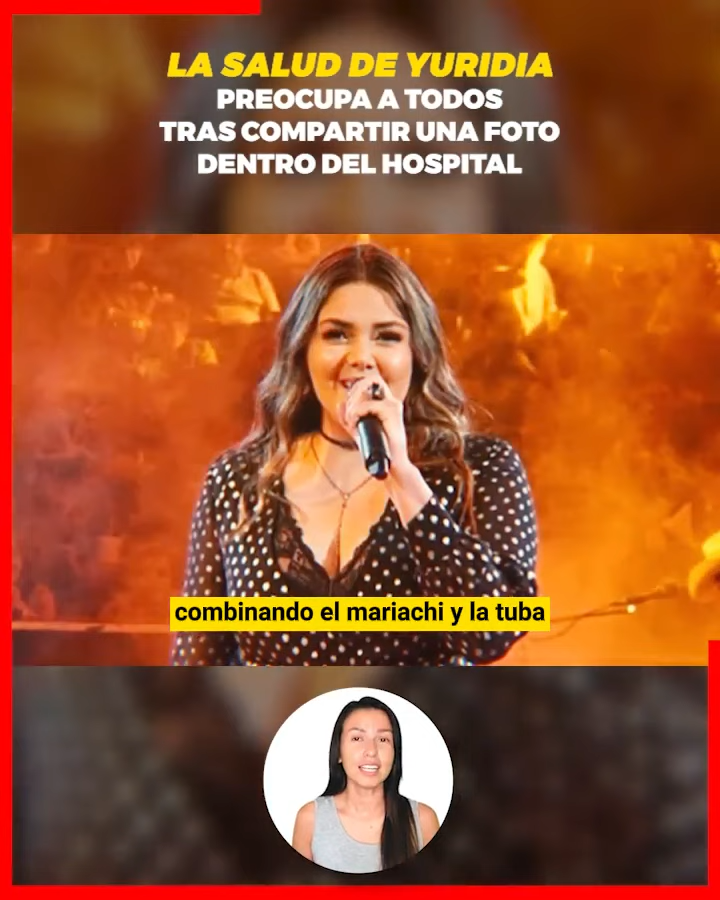 LA SALUD DE YURIDIA
PREOCUPA A TODOS
TRAS COMPARTIR UNA FOTO
DENTRO DEL HOSPITAL
combinando el mariachi y la tuba